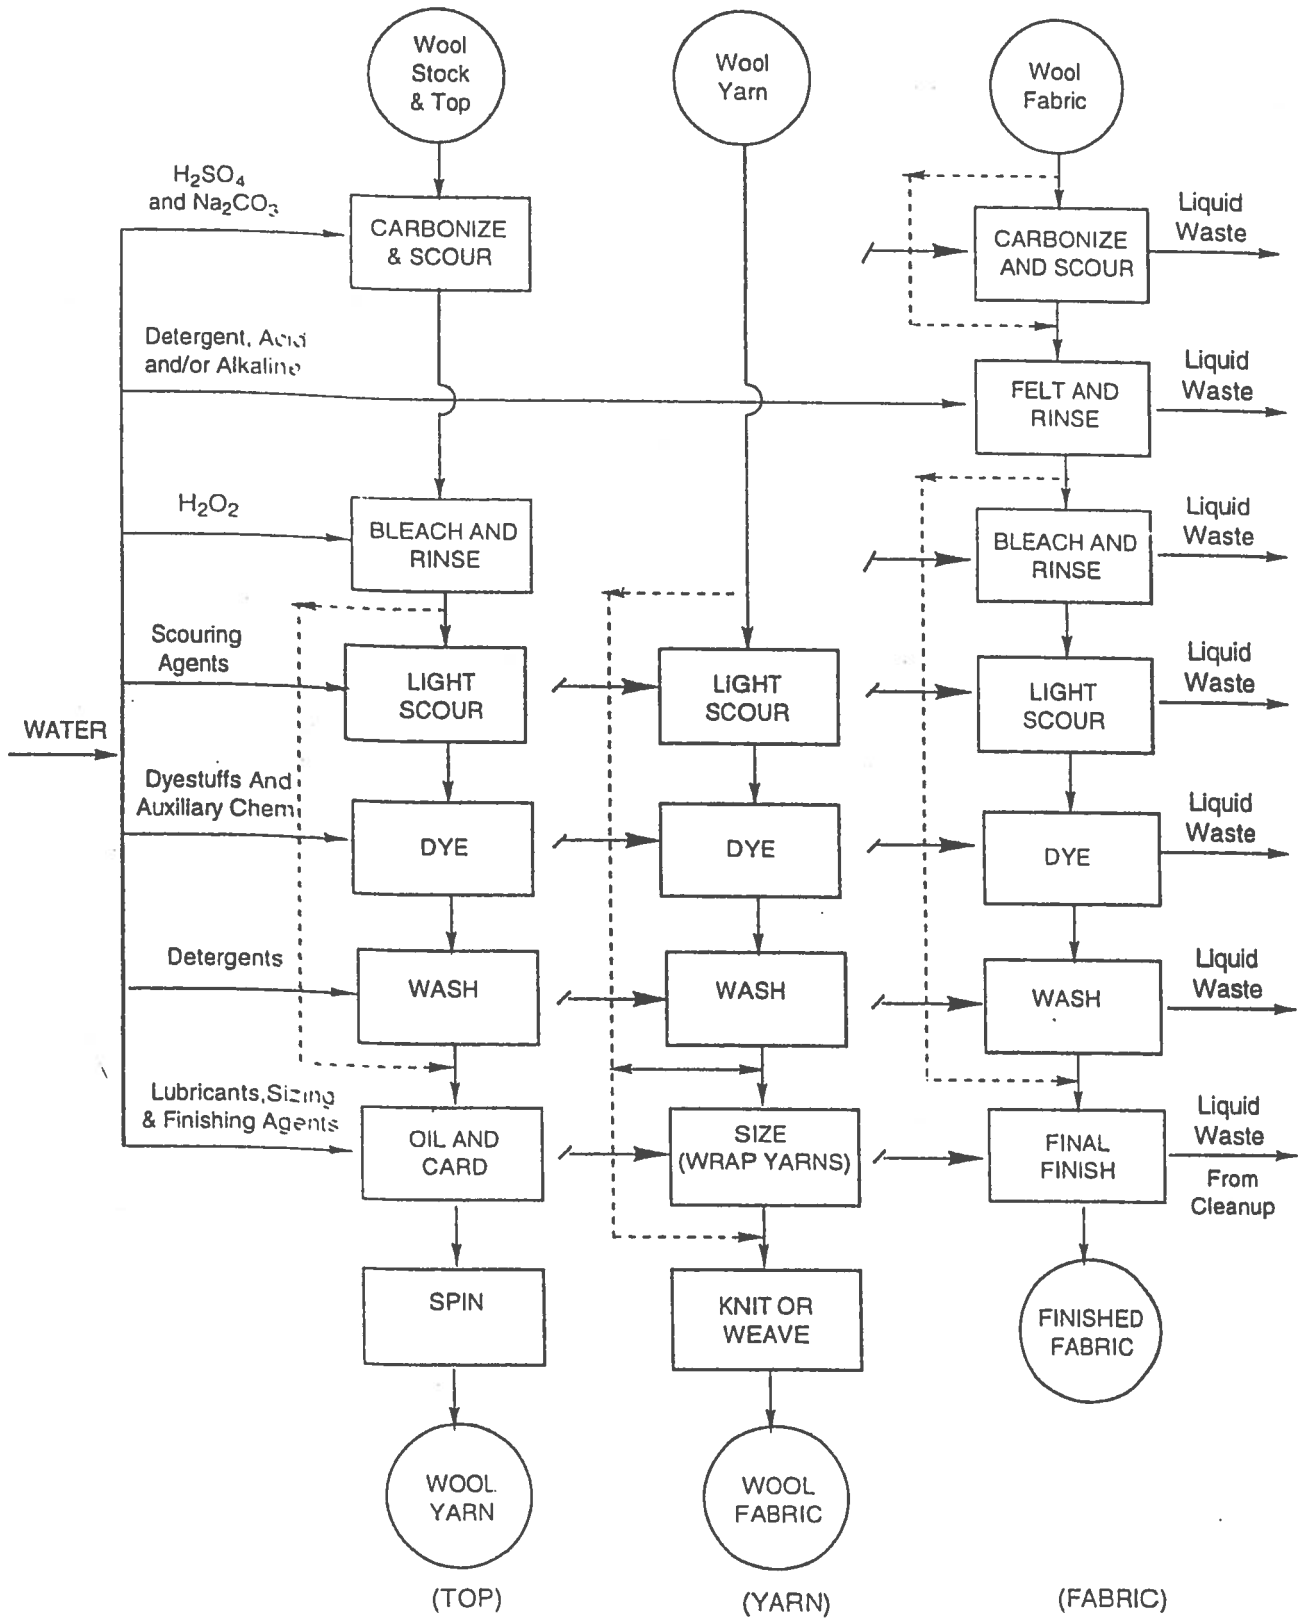 Wool
Stock
& Top
Wool
Yarn
Wool
Fabric
H₂SO₄
and Na₂CO₃
CARBONIZE
& SCOUR
CARBONIZE
AND SCOUR
Liquid
Waste
Detergent, Acid
and/or Alkaline
FELT AND
RINSE
Liquid
Waste
H₂O₂
BLEACH AND
RINSE
BLEACH AND
RINSE
Liquid
Waste
Scouring
Agents
LIGHT
SCOUR
LIGHT
SCOUR
LIGHT
SCOUR
Liquid
Waste
WATER
Dyestuffs And
Auxiliary Chem
DYE
DYE
DYE
Liquid
Waste
Detergents
WASH
WASH
WASH
Liquid
Waste
Lubricants,Sizing
& Finishing Agents
OIL AND
CARD
SIZE
(WRAP YARNS)
FINAL
FINISH
Liquid
Waste
From
Cleanup
SPIN
KNIT OR
WEAVE
FINISHED
FABRIC
WOOL
YARN
WOOL
FABRIC
(TOP)
(YARN)
(FABRIC)